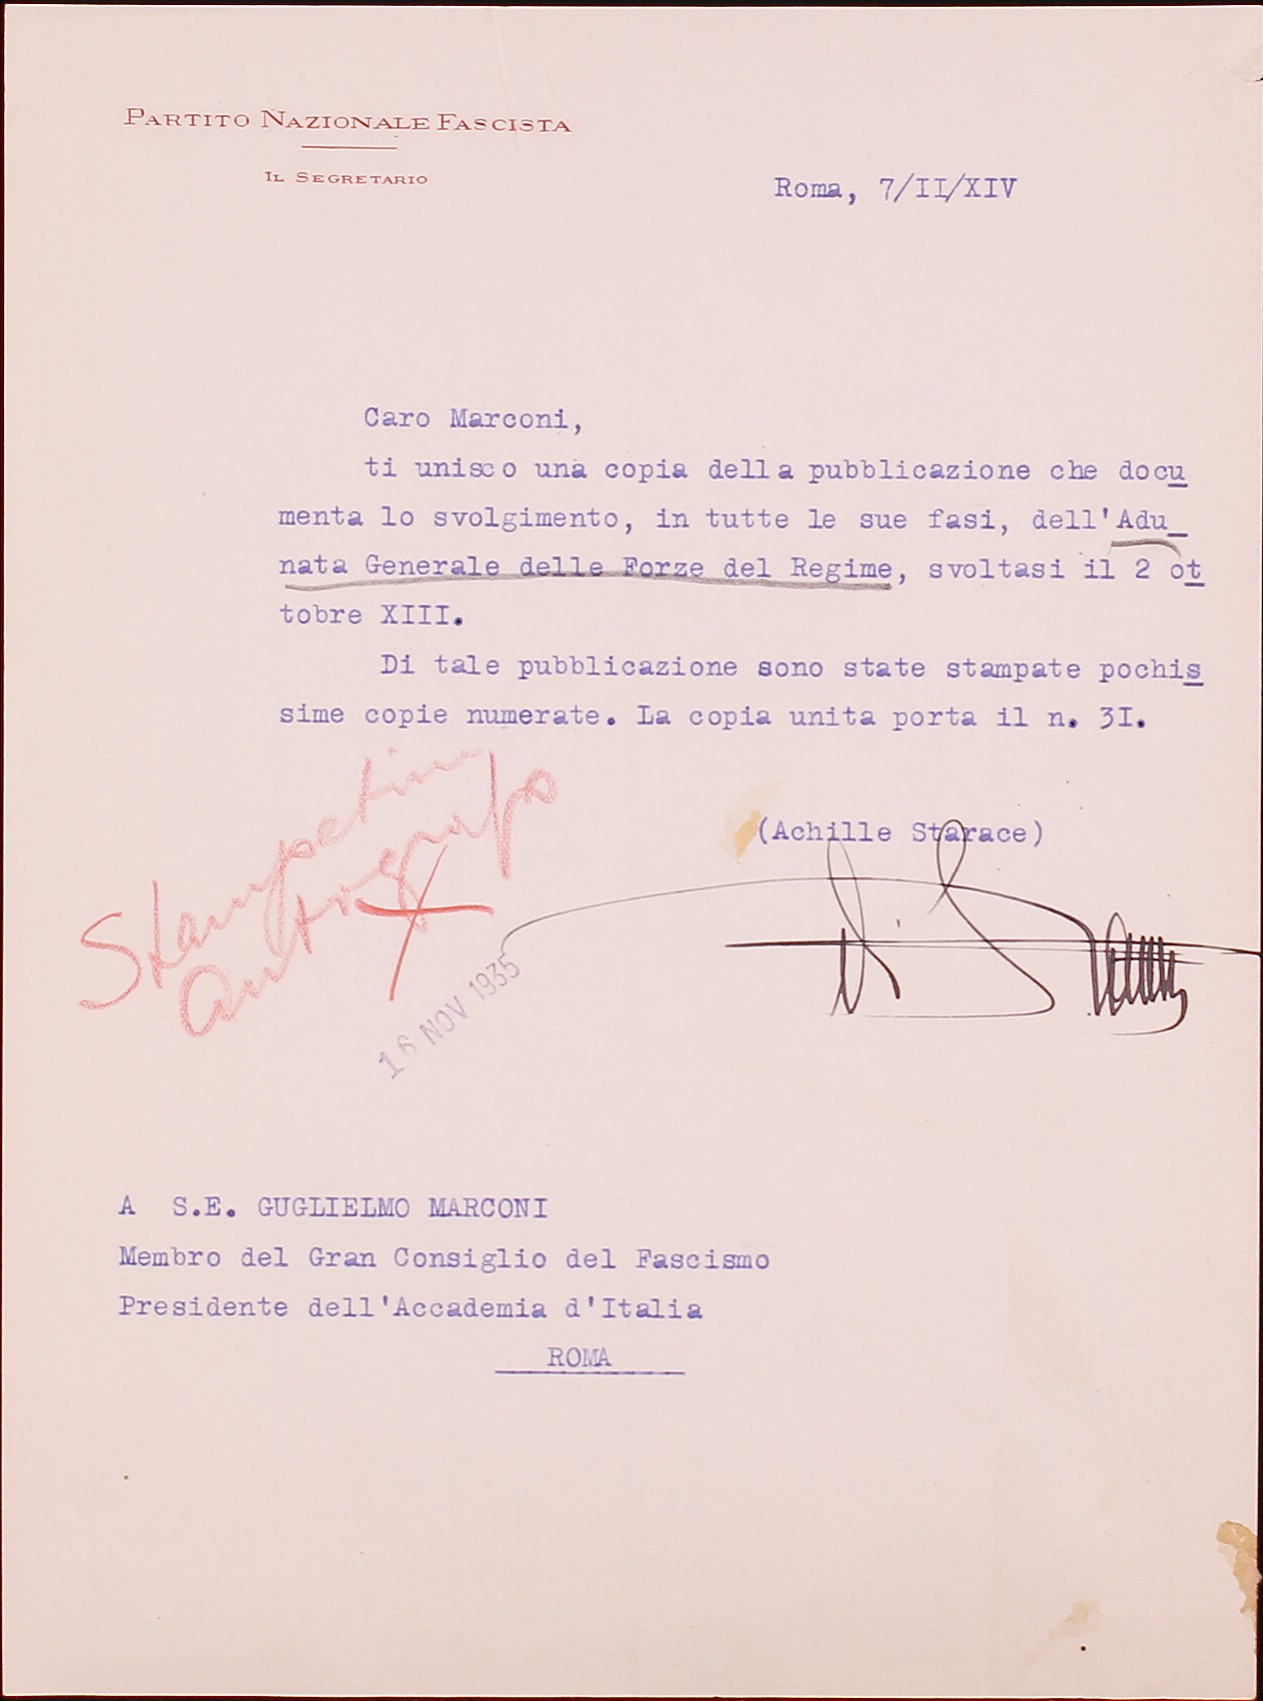 PARTITO NAZIONALE FASCISTA
IL SEGRETARIO
Roma, 7/II/XIV
Caro Marconi,
ti unisco una copia della pubblicazione che docu
menta lo svolgimento, in tutte le sue fasi, dell'Adu_
nata Generale delle Forze del Regime, svoltasi il 2 ot
tobre XIII.
Di tale pubblicazione sono state stampate pochis
sime copie numerate. La copia unita porta il n. 3I.
(Achille Starace)
Stampatino
autografo
16 NOV 1935
A S.E. GUGLIELMO MARCONI
Membro del Gran Consiglio del Fascismo
Presidente dell'Accademia d'Italia
ROMA